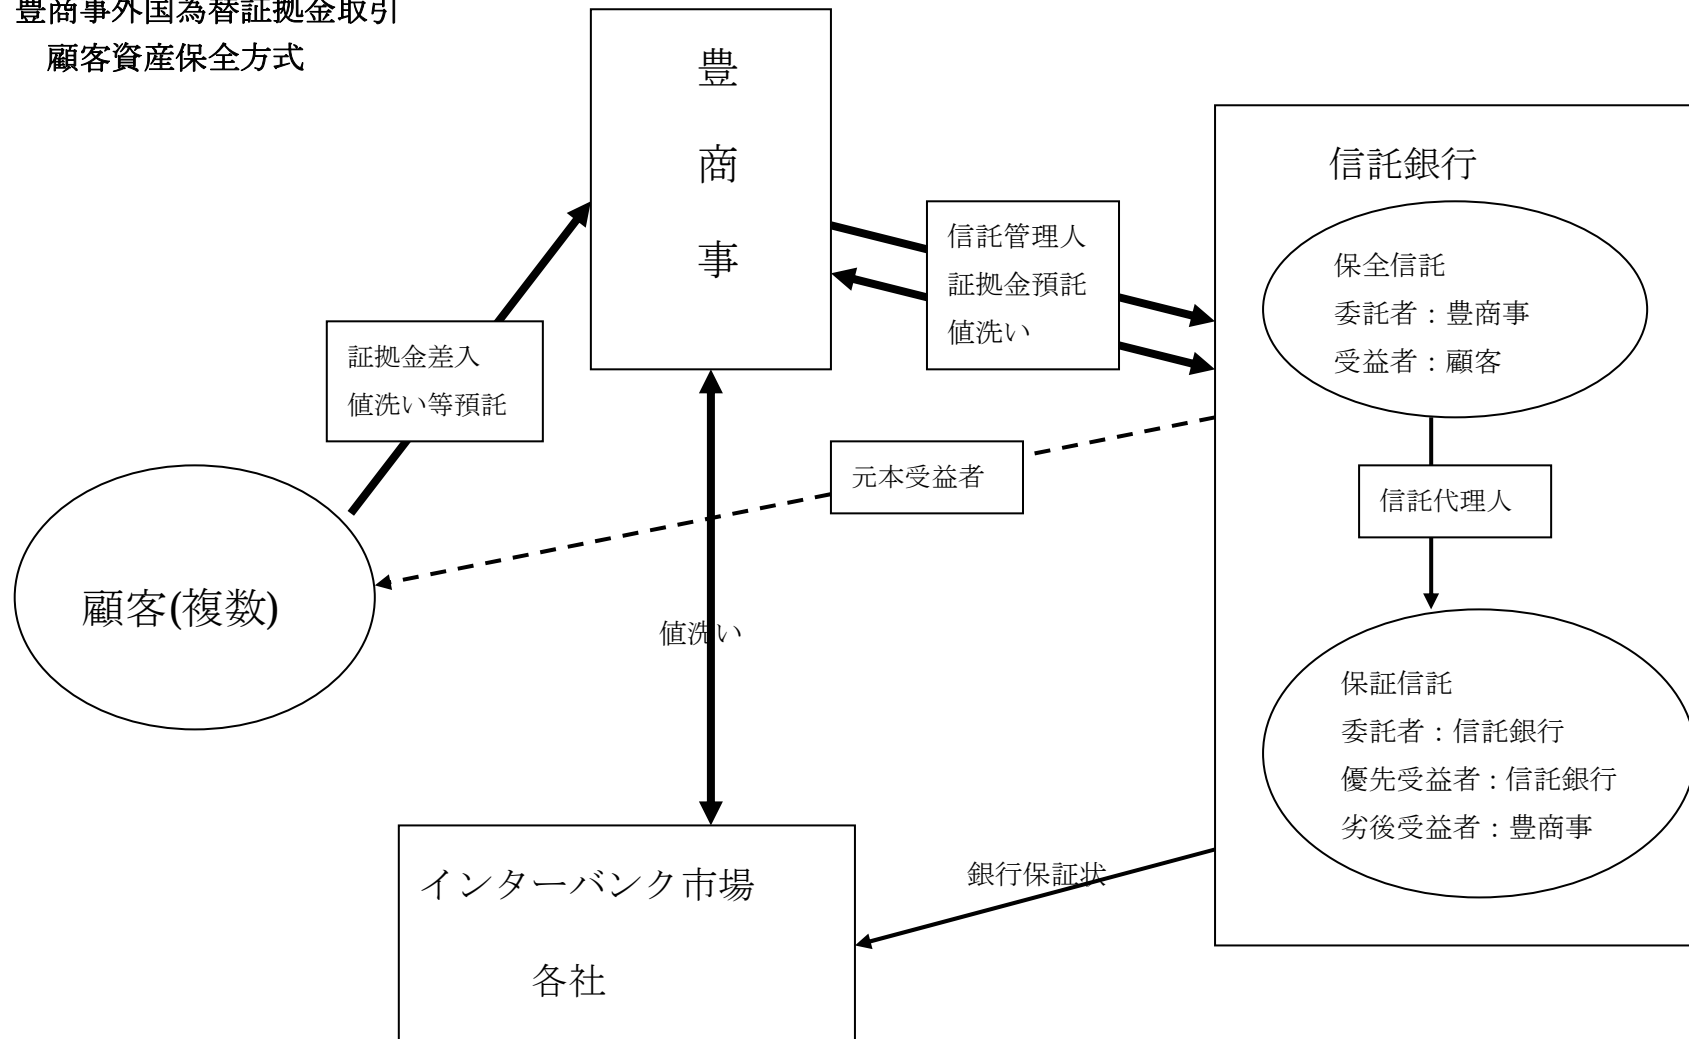 豊商事外国為替証拠金取引
顧客資産保全方式
豊
商
事
信託銀行
信託管理人
証拠金預託
値洗い
保全信託
委託者：豊商事
受益者：顧客
証拠金差入
値洗い等預託
元本受益者
信託代理人
顧客(複数)
値洗い
保証信託
委託者：信託銀行
優先受益者：信託銀行
劣後受益者：豊商事
銀行保証状
インターバンク市場
各社